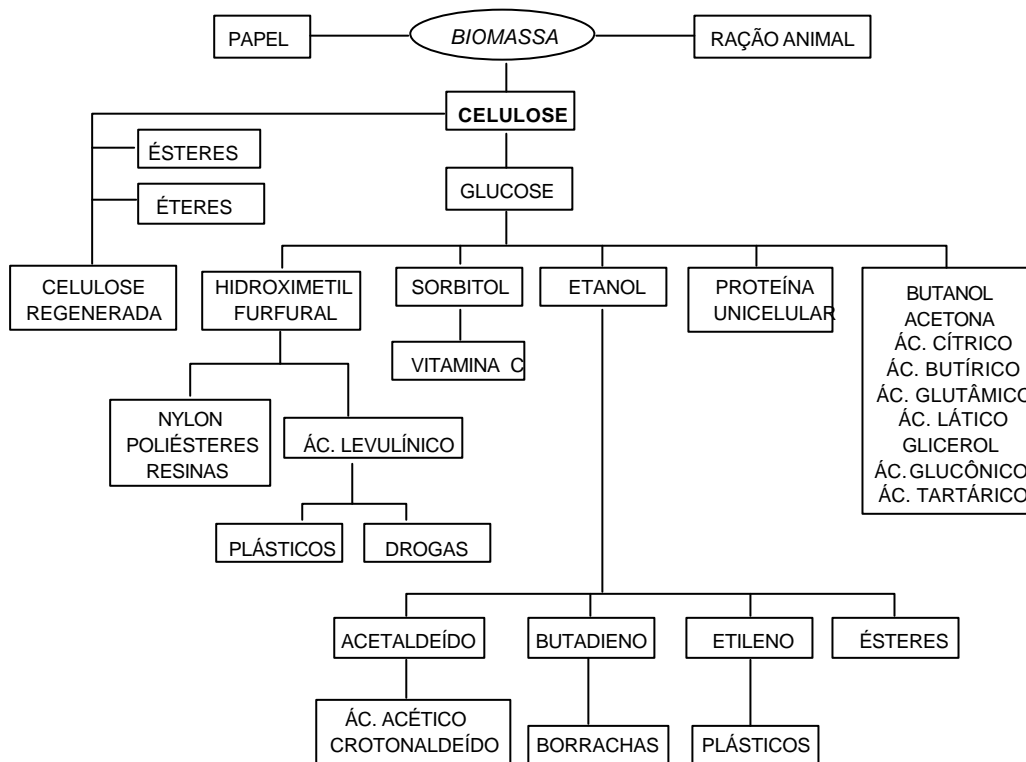 PAPEL
BIOMASSA
RAÇÃO ANIMAL
CELULOSE
ÉSTERES
ÉTERES
GLUCOSE
CELULOSE
REGENERADA
HIDROXIMETIL
FURFURAL
SORBITOL
ETANOL
PROTEÍNA
UNICELULAR
BUTANOL
ACETONA
ÁC. CÍTRICO
ÁC. BUTÍRICO
ÁC. GLUTÂMICO
ÁC. LÁTICO
GLICEROL
ÁC.GLUCÔNICO
ÁC. TARTÁRICO
VITAMINA C
NYLON
POLIÉSTERES
RESINAS
ÁC. LEVULÍNICO
PLÁSTICOS
DROGAS
ACETALDEÍDO
BUTADIENO
ETILENO
ÉSTERES
ÁC. ACÉTICO
CROTONALDEÍDO
BORRACHAS
PLÁSTICOS